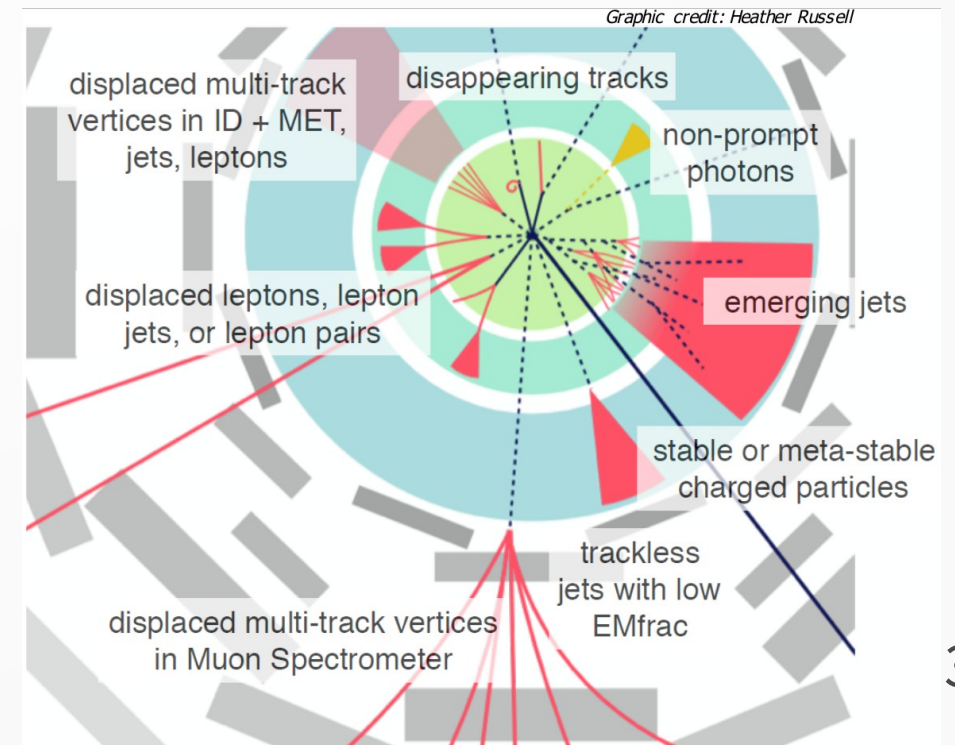 Graphic credit: Heather Russell
displaced multi-track
vertices in ID + MET,
jets, leptons
disappearing tracks
non-prompt
photons
displaced leptons, lepton
jets, or lepton pairs
emerging jets
stable or meta-stable
charged particles
trackless
jets with low
EMfrac
displaced multi-track vertices
in Muon Spectrometer